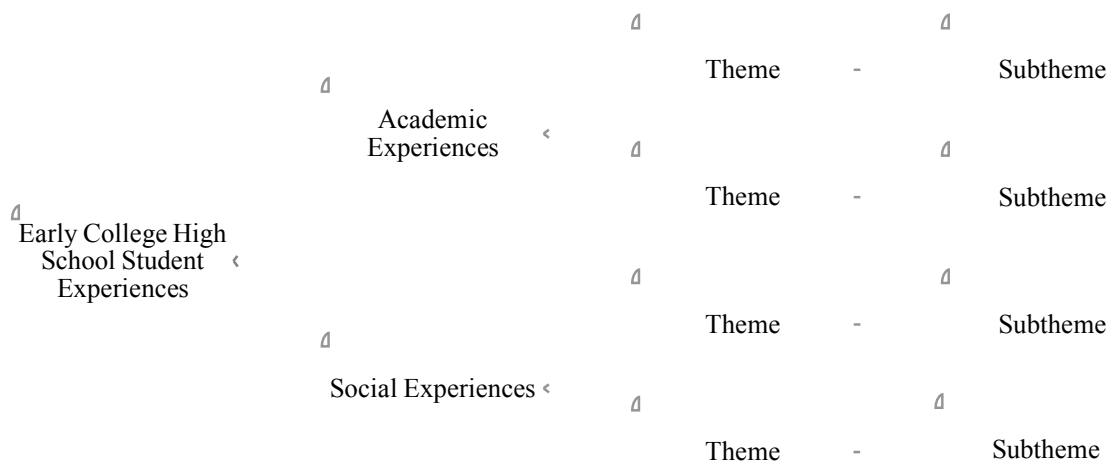 Theme
Subtheme
Academic
Experiences
Theme
Subtheme
Early College High
School Student
Experiences
Theme
Subtheme
Social Experiences
Theme
Subtheme